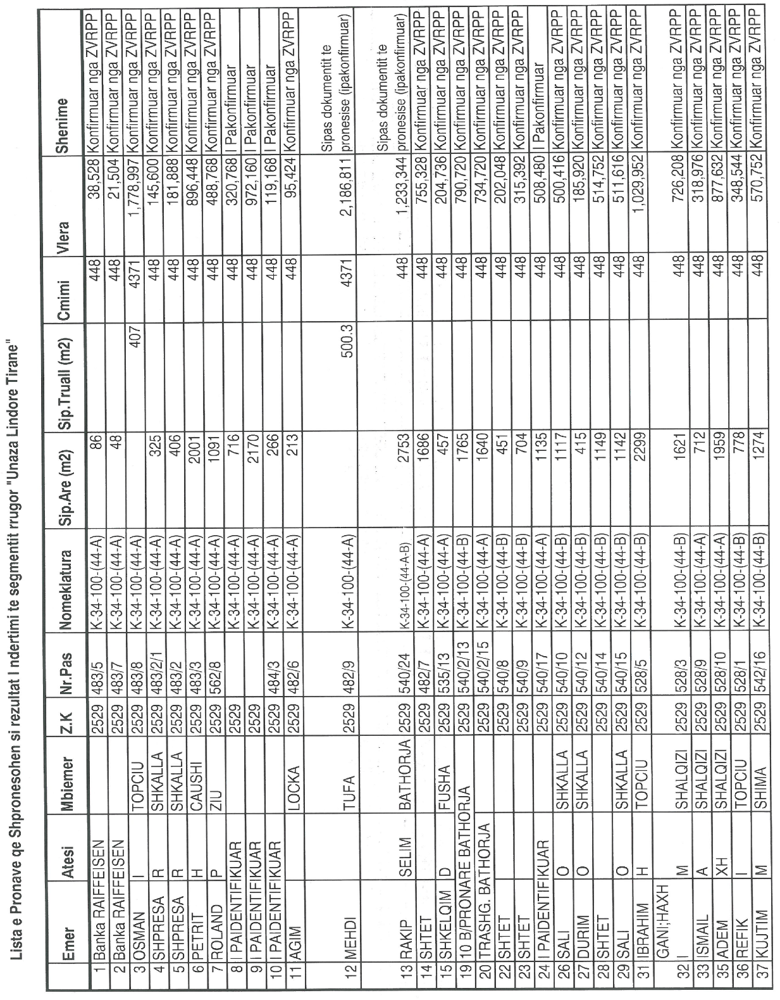 Lista e Pronave qe Shpronesohen si rezultat I ndertimi te segmentit rrugor "Unaza Lindore Tirane"
Emer Atesi Mbiemer Z.K Nr.Pas Nomeklatura Sip.Are (m2) Sip.Truall (m2) Cmimi Vlera Shenime
1 Banka RAIFFEISEN 2529 483/5 K-34-100-(44-A) 86 448 38,528 Konfirmuar nga ZVRPP
2 Banka RAIFFEISEN 2529 483/7 K-34-100-(44-A) 48 448 21,504 Konfirmuar nga ZVRPP
3 OSMAN I TOPCIU 2529 483/8 K-34-100-(44-A) 407 4371 1,778,997 Konfirmuar nga ZVRPP
4 SHPRESA R SHKALLA 2529 483/2/1 K-34-100-(44-A) 325 448 145,600 Konfirmuar nga ZVRPP
5 SHPRESA R SHKALLA 2529 483/2 K-34-100-(44-A) 406 448 181,888 Konfirmuar nga ZVRPP
6 PETRIT H CAUSHI 2529 483/3 K-34-100-(44-A) 2001 448 896,448 Konfirmuar nga ZVRPP
7 ROLAND P ZIU 2529 562/8 K-34-100-(44-A) 1091 448 488,768 Konfirmuar nga ZVRPP
8 I PAIDENTIFIKUAR 2529 K-34-100-(44-A) 716 448 320,768 I Pakonfirmuar
9 I PAIDENTIFIKUAR 2529 K-34-100-(44-A) 2170 448 972,160 I Pakonfirmuar
10 I PAIDENTIFIKUAR 2529 484/3 K-34-100-(44-A) 266 448 119,168 I Pakonfirmuar
11 AGIM LOCKA 2529 482/6 K-34-100-(44-A) 213 448 95,424 Konfirmuar nga ZVRPP
Sipas dokumentit te
12 MEHDI TUFA 2529 482/9 K-34-100-(44-A) 500.3 4371 2,186,811 pronesise (ipakonfirmuar)
Sipas dokumentit te
13 RAKIP SELIM BATHORJA 2529 540/24 K-34-100-(44-A-B) 2753 448 1,233,344 pronesise (ipakonfirmuar)
14 SHTET 2529 482/7 K-34-100-(44-A) 1686 448 755,328 Konfirmuar nga ZVRPP
15 SHKELQIM D FUSHA 2529 535/13 K-34-100-(44-A) 457 448 204,736 Konfirmuar nga ZVRPP
19 10 B/PRONARE BATHORJA 2529 540/2/13 K-34-100-(44-B) 1765 448 790,720 Konfirmuar nga ZVRPP
20 TRASHG. BATHORJA 2529 540/2/15 K-34-100-(44-A) 1640 448 734,720 Konfirmuar nga ZVRPP
22 SHTET 2529 540/8 K-34-100-(44-B) 451 448 202,048 Konfirmuar nga ZVRPP
23 SHTET 2529 540/9 K-34-100-(44-B) 704 448 315,392 Konfirmuar nga ZVRPP
24 I PAIDENTIFIKUAR 2529 540/17 K-34-100-(44-A) 1135 448 508,480 I Pakonfirmuar
26 SALI O SHKALLA 2529 540/10 K-34-100-(44-B) 1117 448 500,416 Konfirmuar nga ZVRPP
27 DURIM O SHKALLA 2529 540/12 K-34-100-(44-B) 415 448 185,920 Konfirmuar nga ZVRPP
28 SHTET 2529 540/14 K-34-100-(44-B) 1149 448 514,752 Konfirmuar nga ZVRPP
29 SALI O SHKALLA 2529 540/15 K-34-100-(44-B) 1142 448 511,616 Konfirmuar nga ZVRPP
31 IBRAHIM H TOPCIU 2529 528/5 K-34-100-(44-B) 2299 448 1,029,952 Konfirmuar nga ZVRPP
GANI;HAXH
32 I M SHALQIZI 2529 528/3 K-34-100-(44-B) 1621 448 726,208 Konfirmuar nga ZVRPP
33 ISMAIL A SHALQIZI 2529 528/9 K-34-100-(44-A) 712 448 318,976 Konfirmuar nga ZVRPP
35 ADEM XH SHALQIZI 2529 528/10 K-34-100-(44-A) 1959 448 877,632 Konfirmuar nga ZVRPP
36 REFIK I TOPCIU 2529 528/1 K-34-100-(44-B) 778 448 348,544 Konfirmuar nga ZVRPP
37 KUJTIM M SHIMA 2529 542/16 K-34-100-(44-B) 1274 448 570,752 Konfirmuar nga ZVRPP